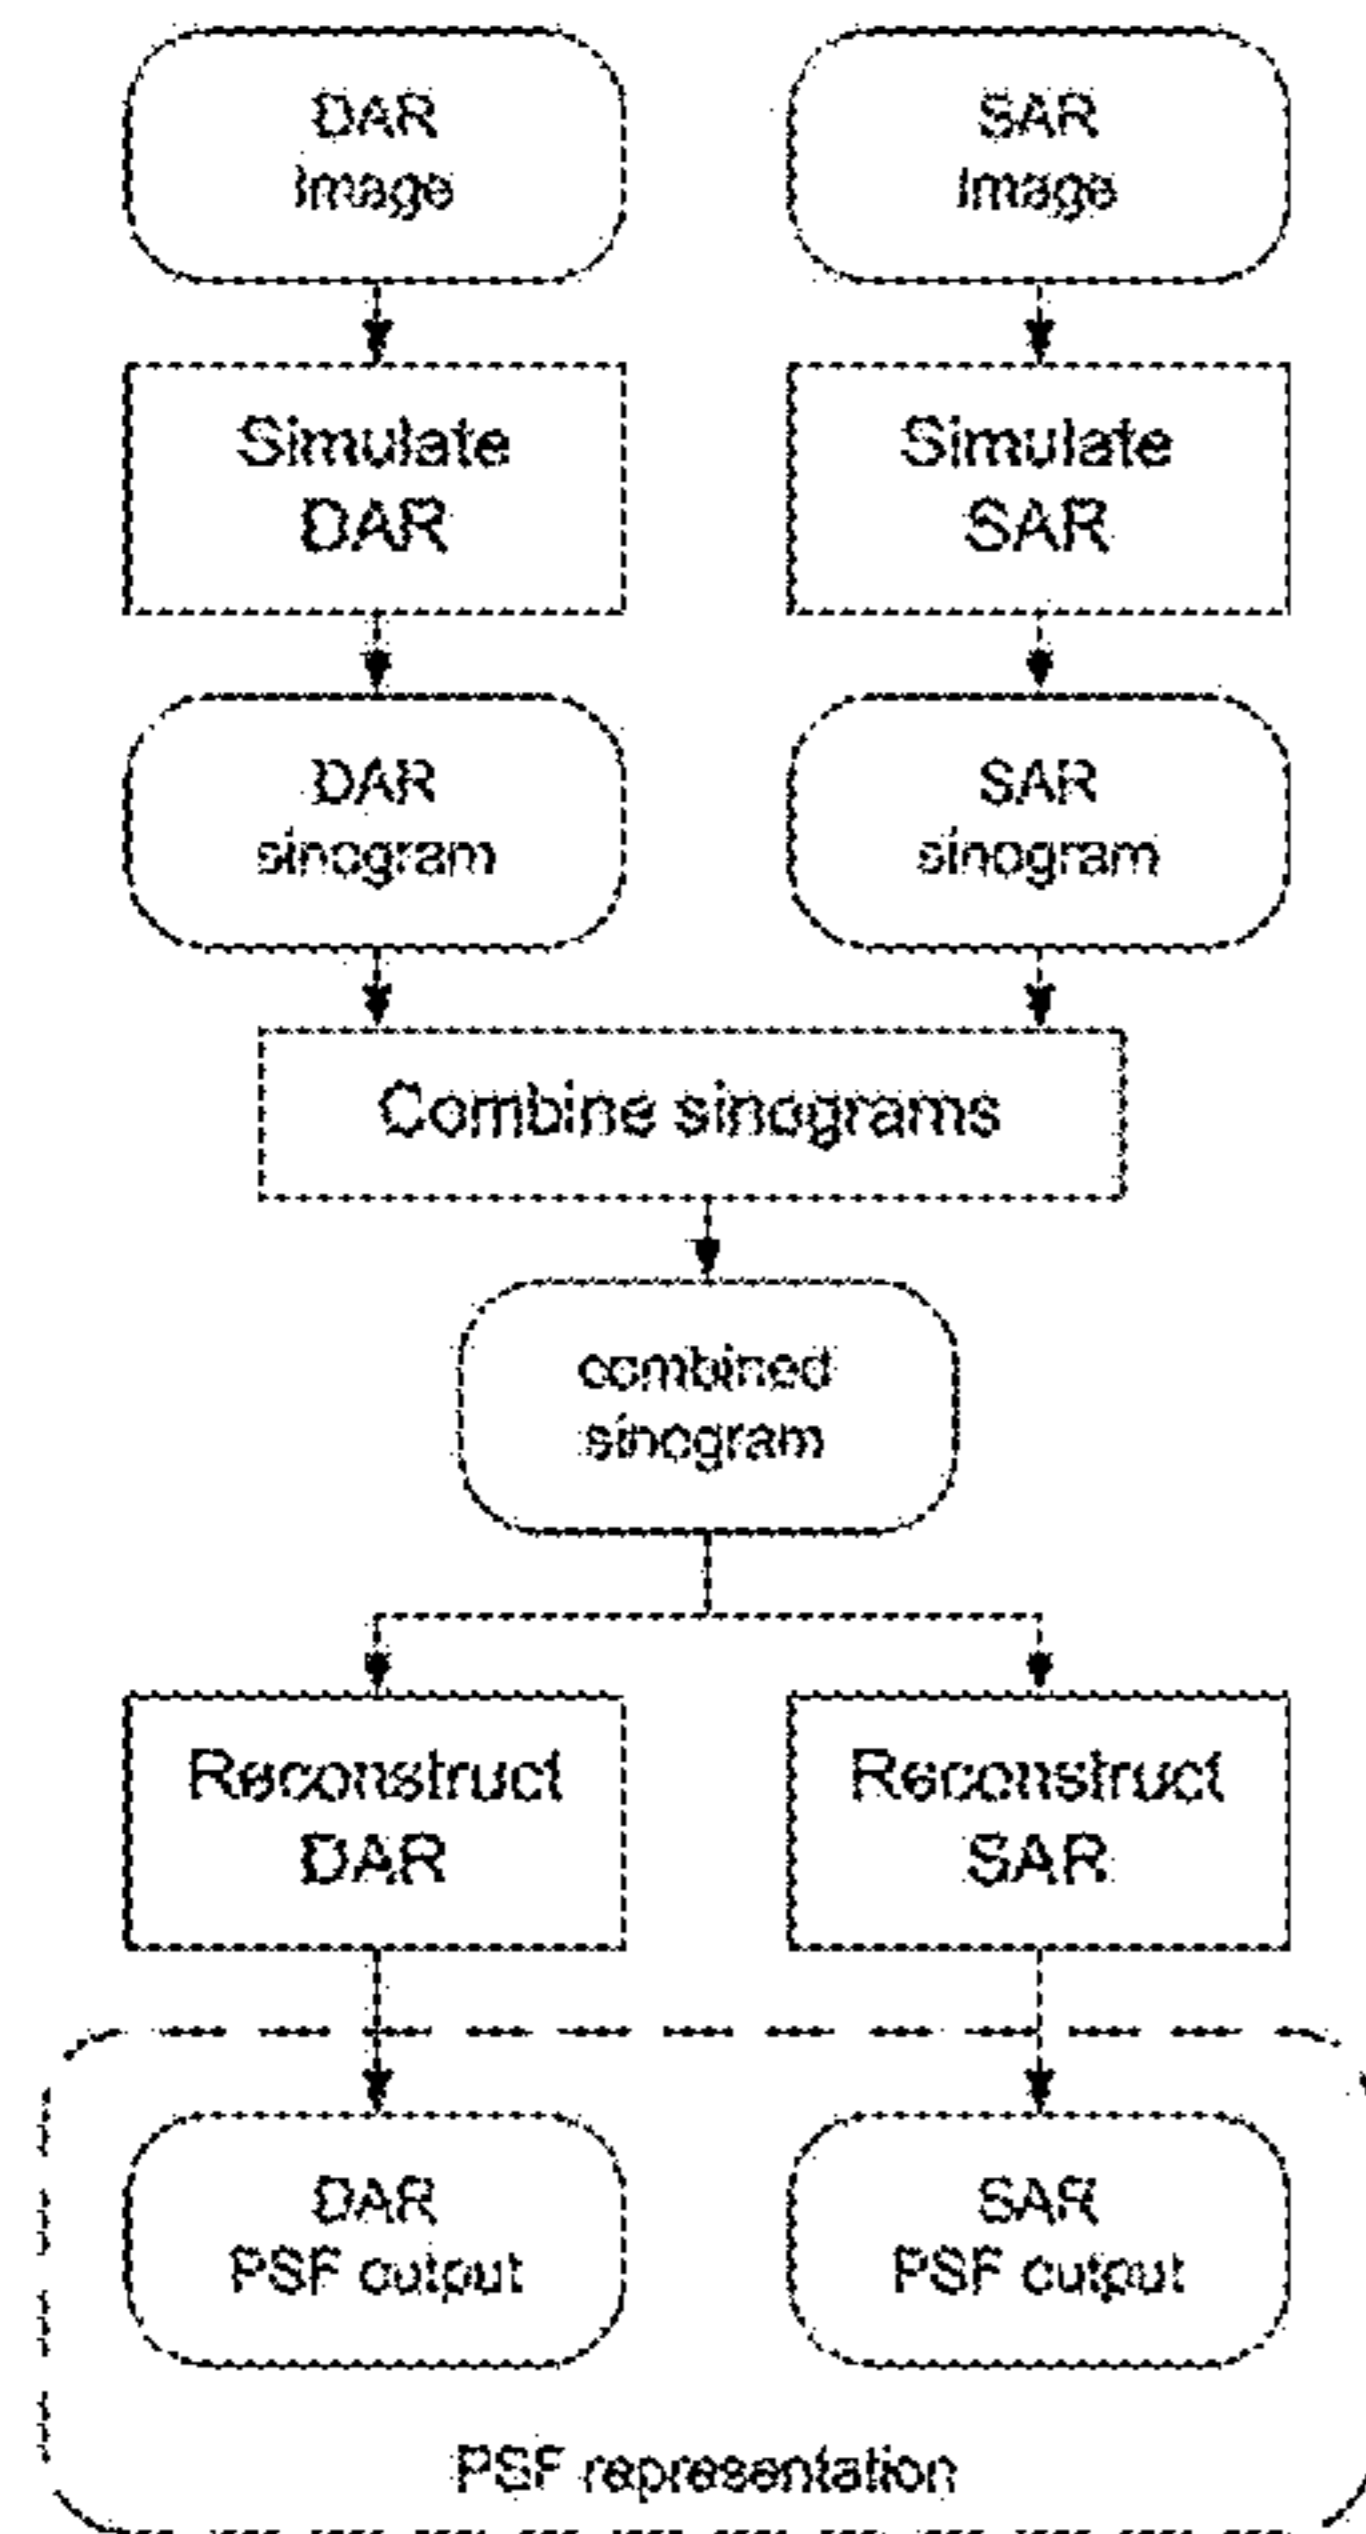 DAR
image
SAR
image
Simulate
DAR
Simulate
SAR
DAR
sinogram
SAR
sinogram
Combine sinograms
combined
sinogram
Reconstruct
DAR
Reconstruct
SAR
DAR
PSF output
SAR
PSF output
PSF representation